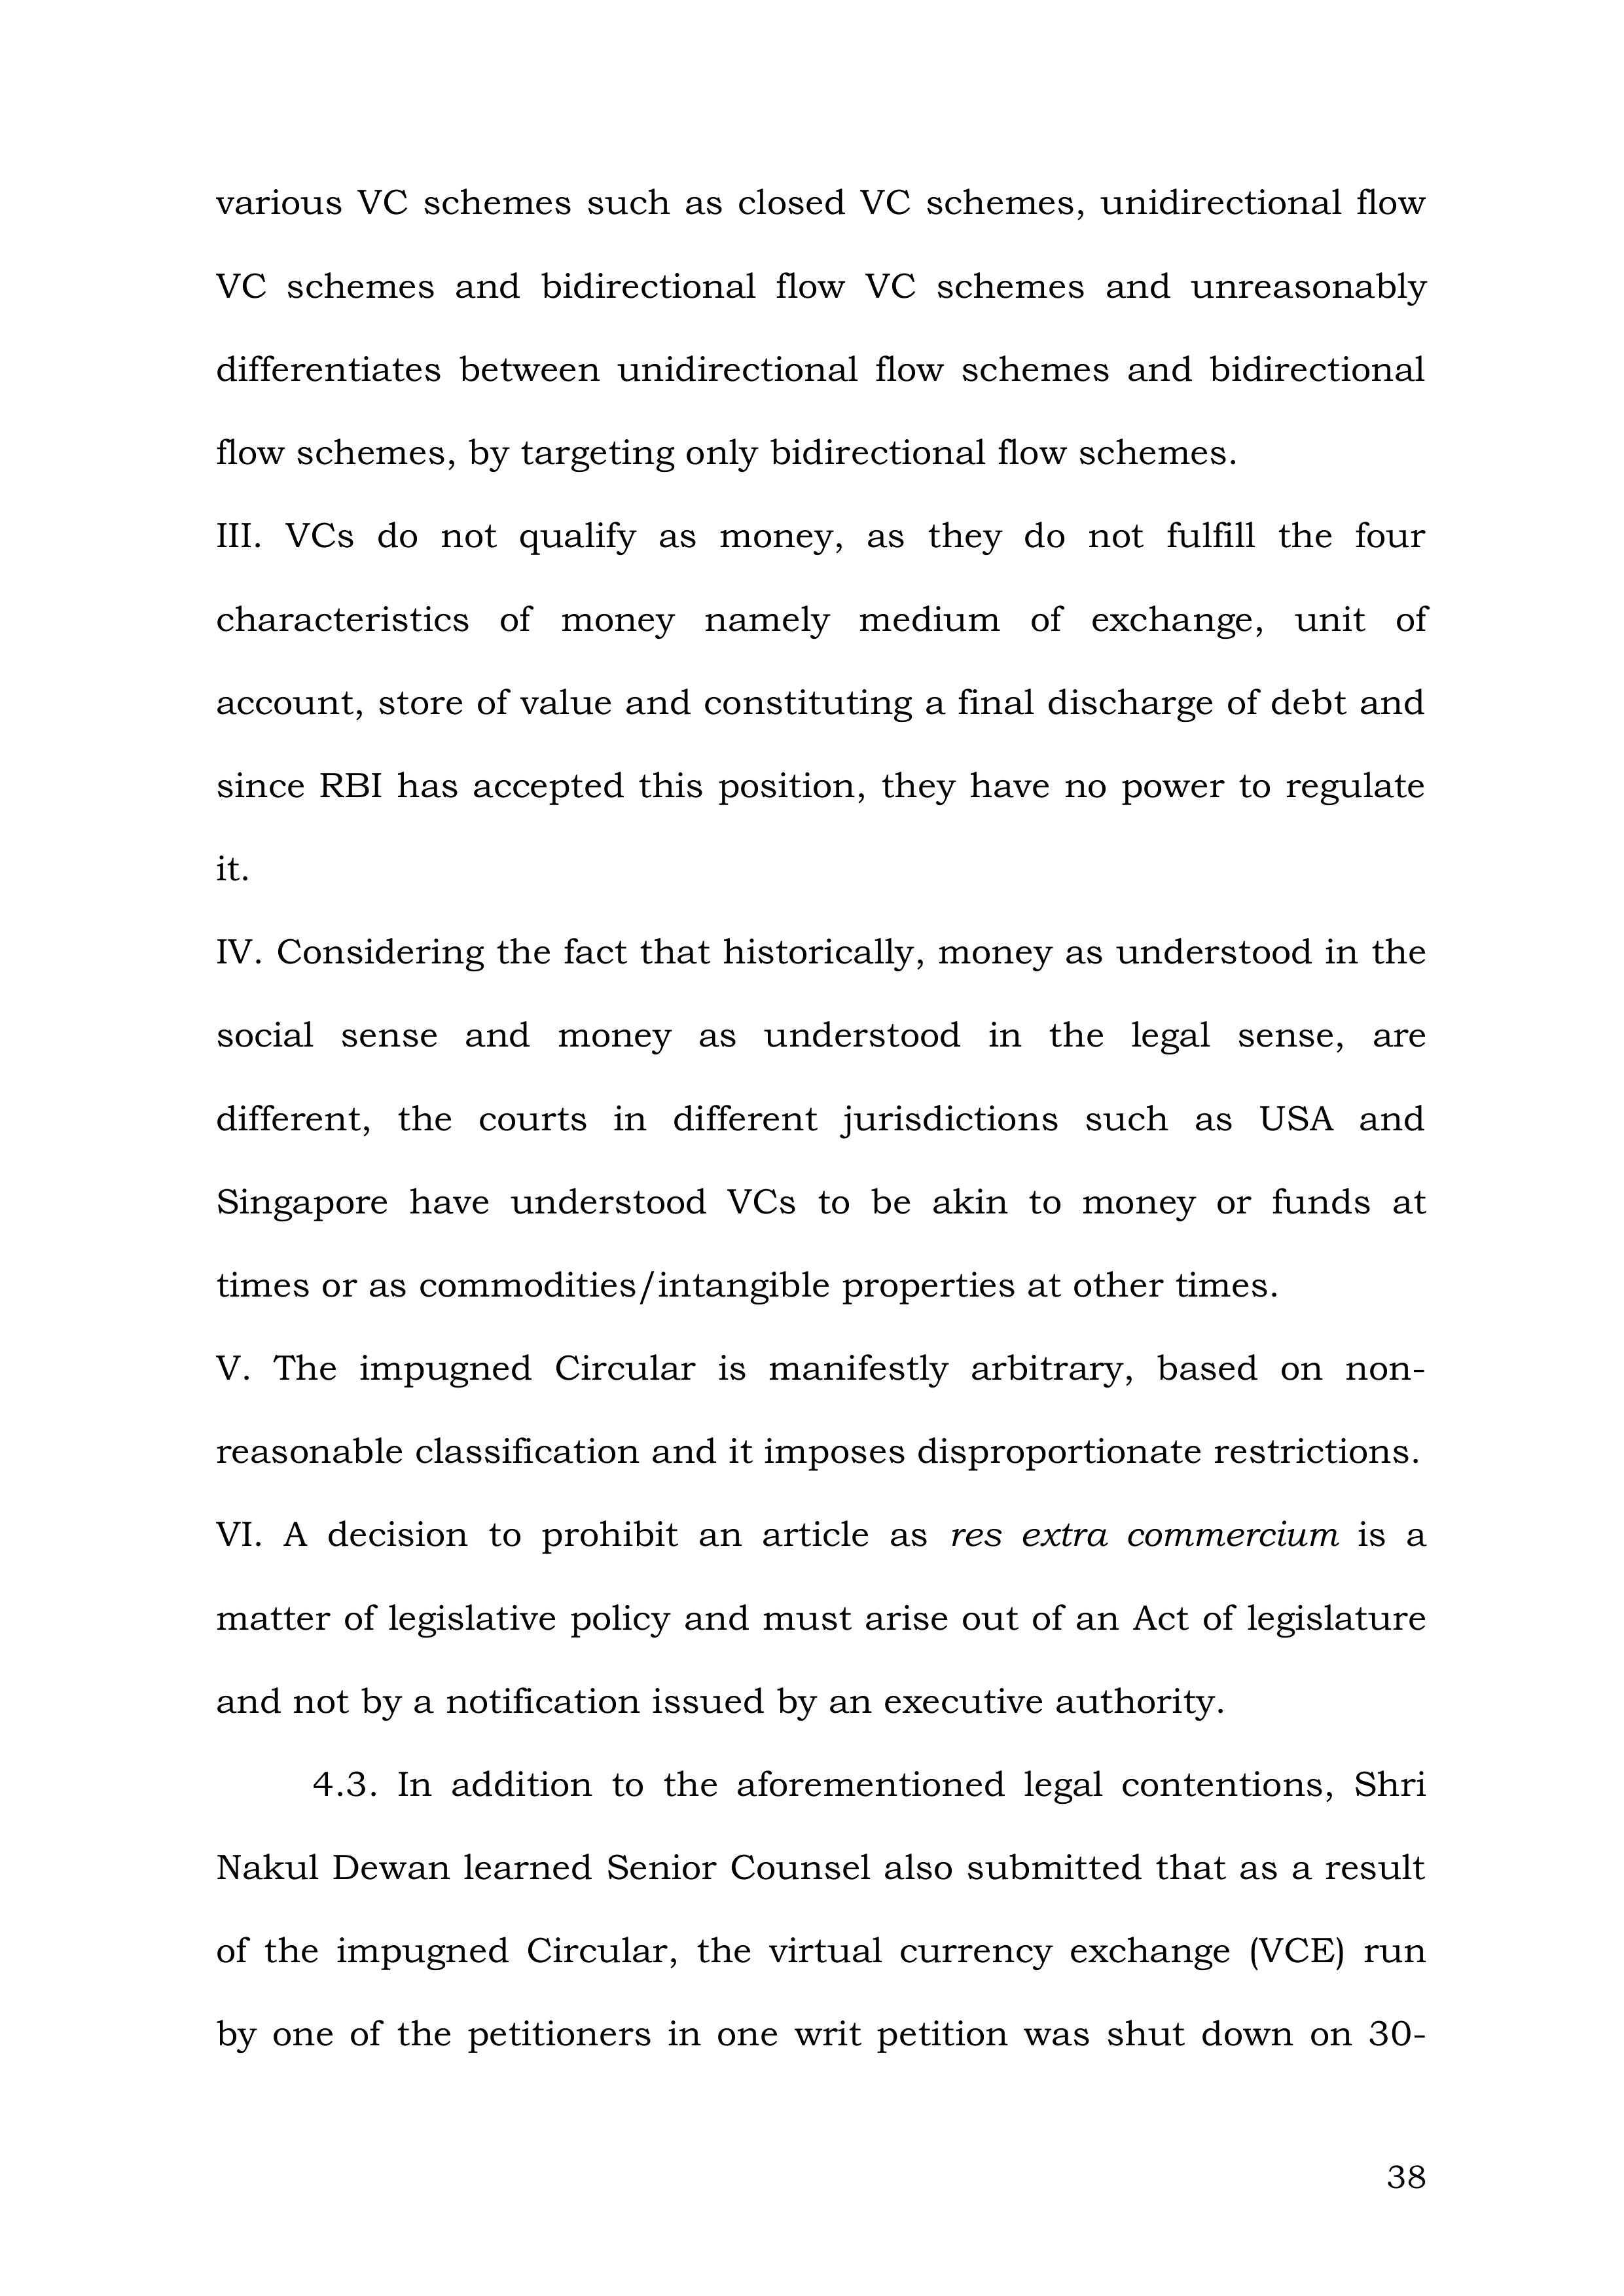 various VC schemes such as closed VC schemes, unidirectional flow
VC schemes and bidirectional flow VC schemes and unreasonably
differentiates between unidirectional flow schemes and bidirectional
flow schemes, by targeting only bidirectional flow schemes.
III. VCs do not qualify as money, as they do not fulfill the four
characteristics of money namely medium of exchange, unit of
account, store of value and constituting a final discharge of debt and
since RBI has accepted this position, they have no power to regulate
it.
IV. Considering the fact that historically, money as understood in the
social sense and money as understood in the legal sense, are
different, the courts in different jurisdictions such as USA and
Singapore have understood VCs to be akin to money or funds at
times or as commodities/intangible properties at other times.
V. The impugned Circular is manifestly arbitrary, based on non-
reasonable classification and it imposes disproportionate restrictions.
VI. A decision to prohibit an article as res extra commercium is a
matter of legislative policy and must arise out of an Act of legislature
and not by a notification issued by an executive authority.
4.3. In addition to the aforementioned legal contentions, Shri
Nakul Dewan learned Senior Counsel also submitted that as a result
of the impugned Circular, the virtual currency exchange (VCE) run
by one of the petitioners in one writ petition was shut down on 30-
38